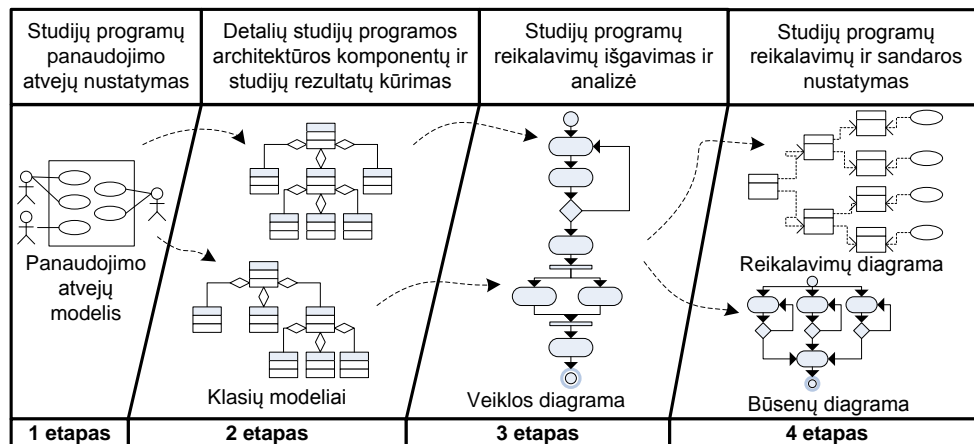 Studijų programų
panaudojimo
atvejų nustatymas
Detalių studijų programos
architektūros komponentų ir
studijų rezultatų kūrimas
Studijų programų
reikalavimų išgavimas ir
analizė
Studijų programų
reikalavimų ir sandaros
nustatymas
Panaudojimo
atvejų
modelis
Klasių modeliai
Veiklos diagrama
Reikalavimų diagrama
Būsenų diagrama
1 etapas
2 etapas
3 etapas
4 etapas